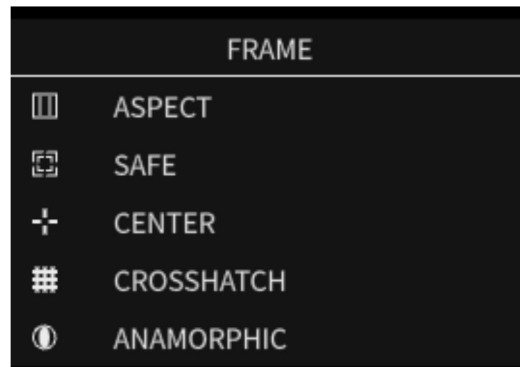 FRAME
ASPECT
SAFE
CENTER
CROSSHATCH
ANAMORPHIC